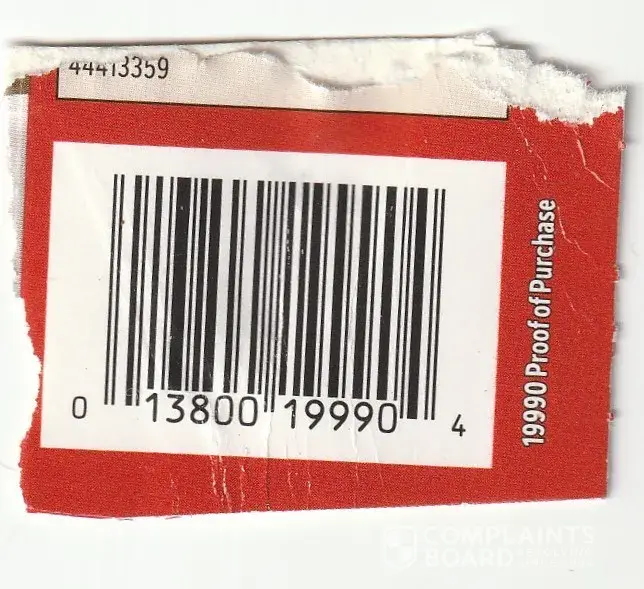 44413359
0 13800 19990 4
19990 Proof of Purchase
COMPLAINTS
BOARD